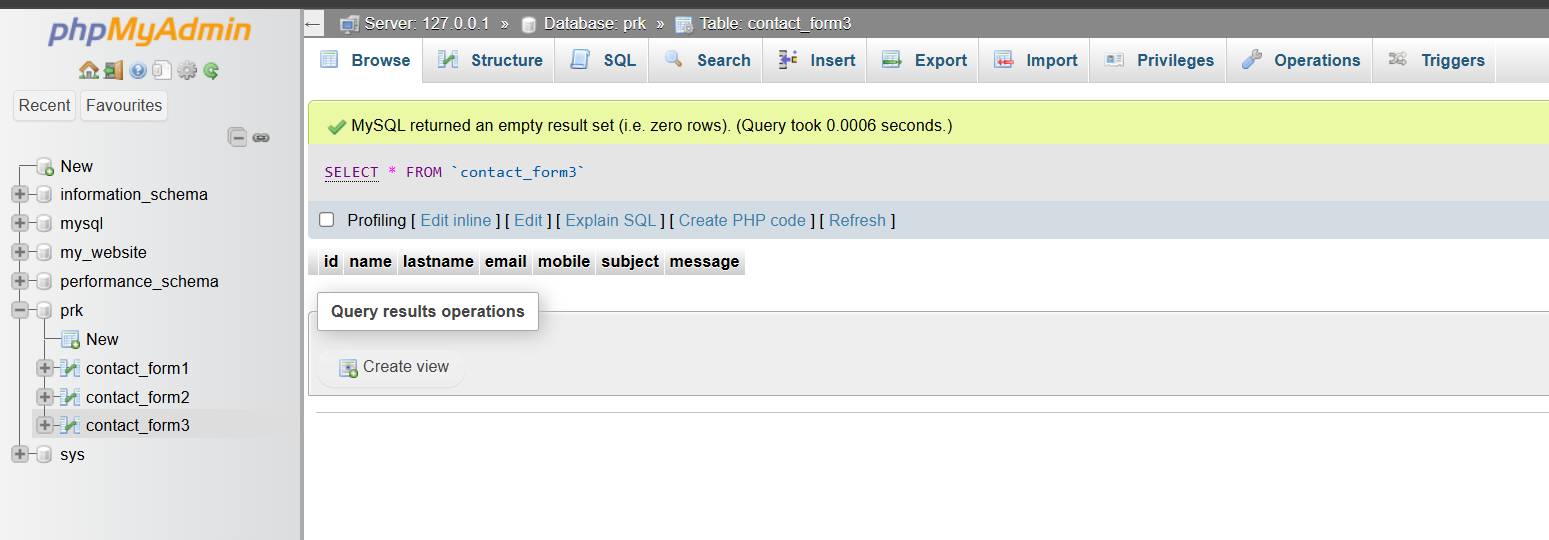 phpMyAdmin
Recent Favourites
New
information_schema
mysql
my_website
performance_schema
prk
New
contact_form1
contact_form2
contact_form3
sys
← Server: 127.0.0.1 » Database: prk » Table: contact_form3
Browse Structure SQL Search Insert Export Import Privileges Operations Triggers
MySQL returned an empty result set (i.e. zero rows). (Query took 0.0006 seconds.)
SELECT * FROM `contact_form3`
Profiling [ Edit inline ] [ Edit ] [ Explain SQL ] [ Create PHP code ] [ Refresh ]
id name lastname email mobile subject message
Query results operations
Create view